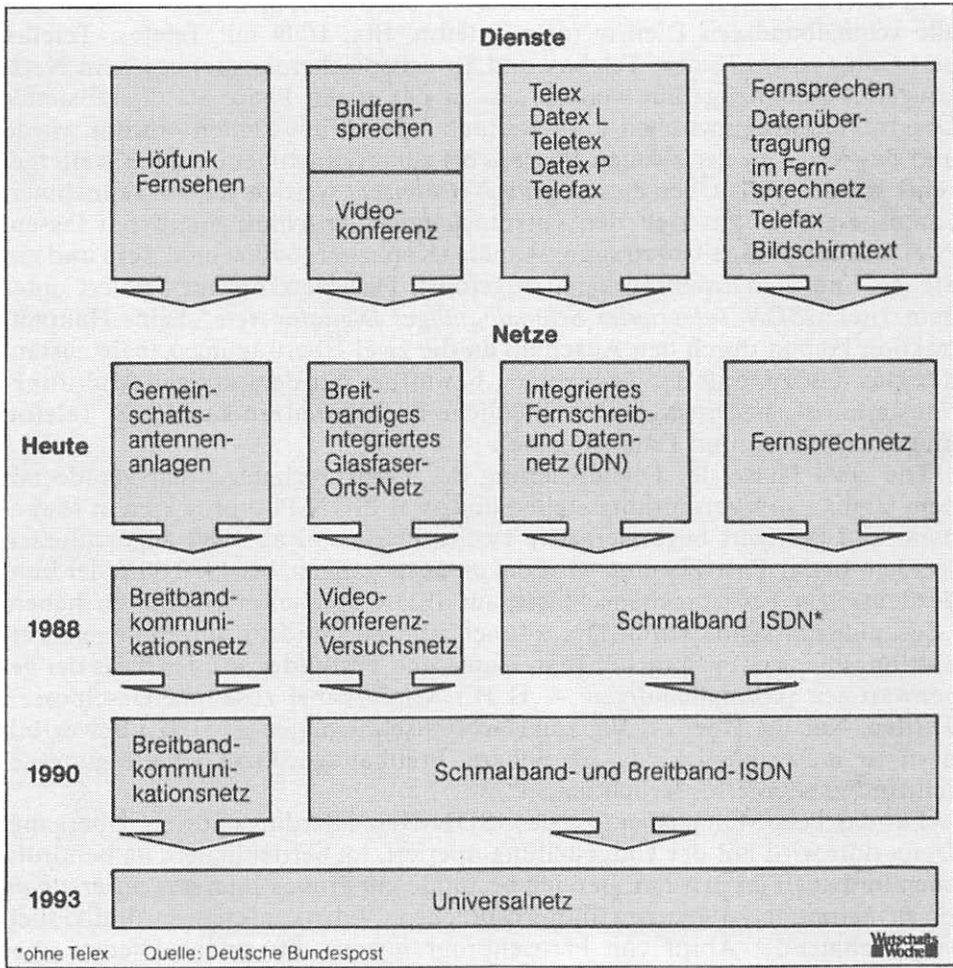 Dienste
Hörfunk
Fernsehen
Bildfern-
sprechen
Video-
konferenz
Telex
Datex L
Teletex
Datex P
Telefax
Fernsprechen
Datenüber-
tragung
im Fern-
sprechnetz
Telefax
Bildschirmtext
Netze
Heute
Gemein-
schafts-
antennen-
anlagen
Breit-
bandiges
Integriertes
Glasfaser-
Orts-Netz
Integriertes
Fernschreib-
und Daten-
netz (IDN)
Fernsprechnetz
1988
Breitband-
kommuni-
kationsnetz
Video-
konferenz-
Versuchsnetz
Schmalband ISDN*
1990
Breitband-
kommuni-
kationsnetz
Schmalband- und Breitband-ISDN
1993
Universalnetz
*ohne Telex Quelle: Deutsche Bundespost
Wirtschafts
Woche